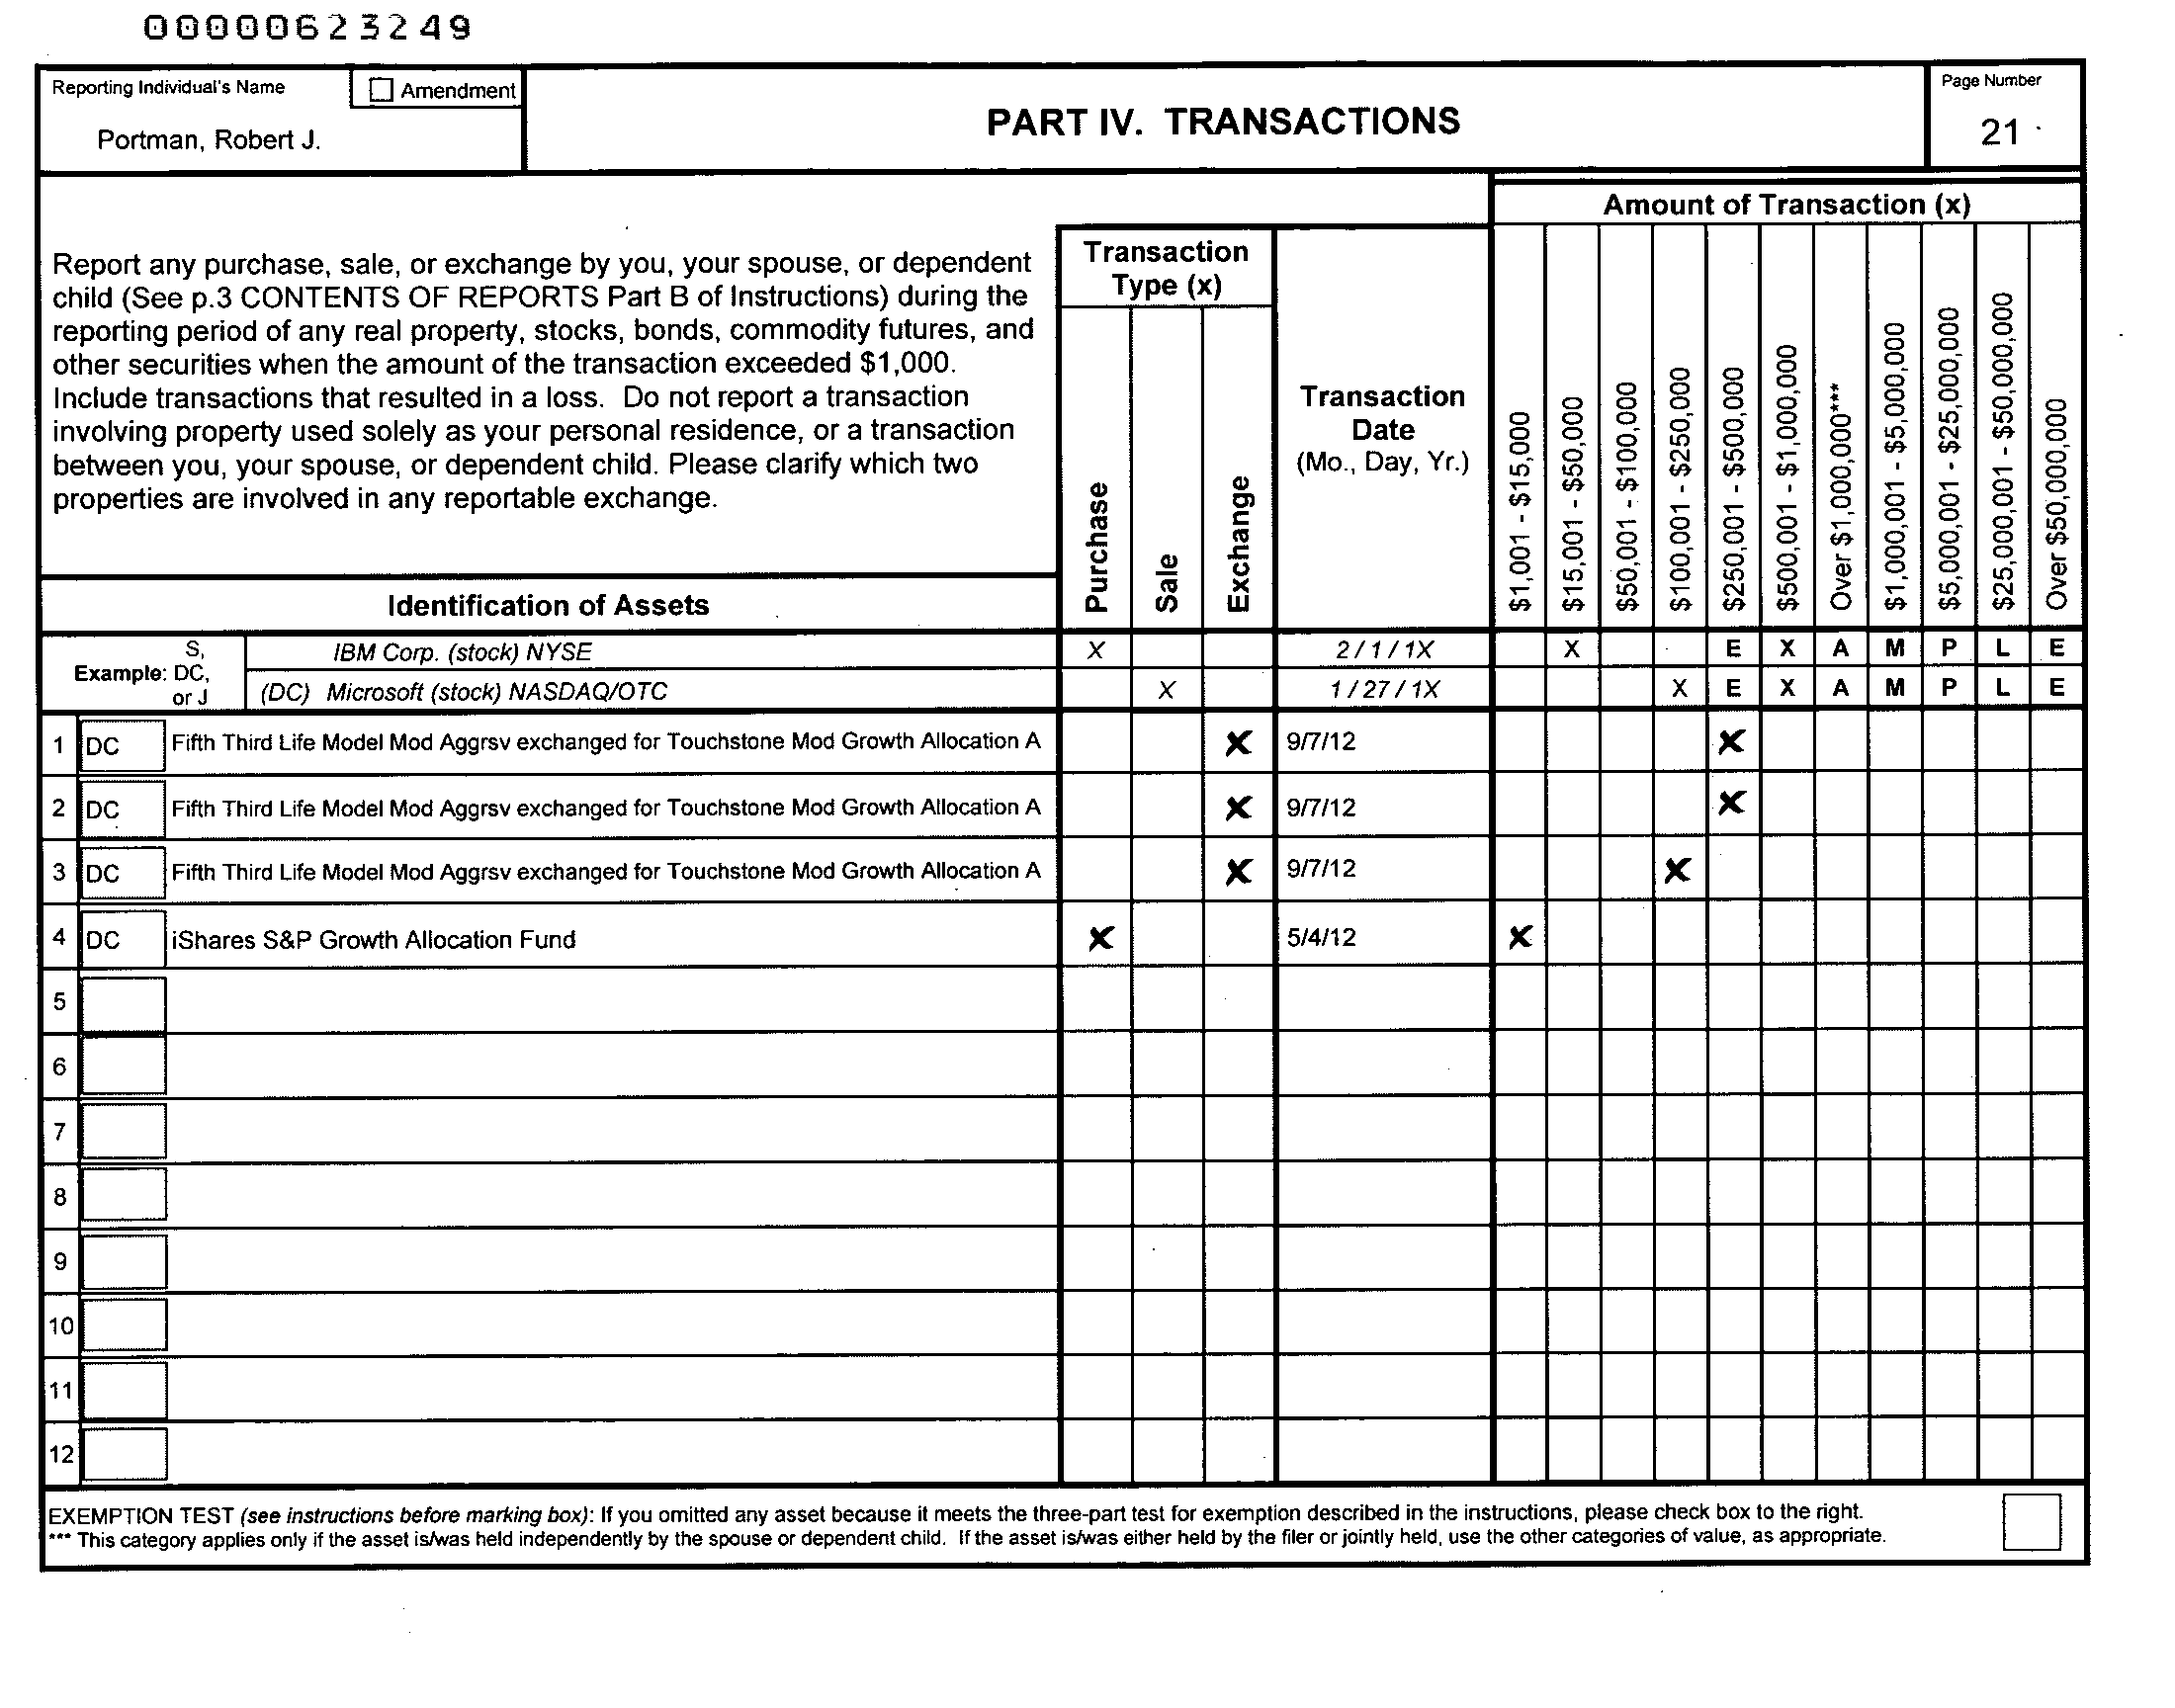 00000623249
Reporting Individual's Name
Amendment
Portman, Robert J.
PART IV. TRANSACTIONS
Page Number
21
Amount of Transaction (x)
Report any purchase, sale, or exchange by you, your spouse, or dependent
child (See p.3 CONTENTS OF REPORTS Part B of Instructions) during the
reporting period of any real property, stocks, bonds, commodity futures, and
other securities when the amount of the transaction exceeded $1,000.
Include transactions that resulted in a loss. Do not report a transaction
involving property used solely as your personal residence, or a transaction
between you, your spouse, or dependent child. Please clarify which two
properties are involved in any reportable exchange.
Transaction
Type (x)
Purchase
Sale
Exchange
Transaction
Date
(Mo., Day, Yr.)
$1,001 - $15,000
$15,001 - $50,000
$50,001 - $100,000
$100,001 - $250,000
$250,001 - $500,000
$500,001 - $1,000,000
Over $1,000,000***
$1,000,001 - $5,000,000
$5,000,001 - $25,000,000
$25,000,001 - $50,000,000
Over $50,000,000
Identification of Assets
Example: S, DC, or J
IBM Corp. (stock) NYSE X 2 / 1 / 1X X E X A M P L E
(DC) Microsoft (stock) NASDAQ/OTC X 1 / 27 / 1X X E X A M P L E
1 DC Fifth Third Life Model Mod Aggrsv exchanged for Touchstone Mod Growth Allocation A X 9/7/12 X
2 DC Fifth Third Life Model Mod Aggrsv exchanged for Touchstone Mod Growth Allocation A X 9/7/12 X
3 DC Fifth Third Life Model Mod Aggrsv exchanged for Touchstone Mod Growth Allocation A X 9/7/12 X
4 DC iShares S&P Growth Allocation Fund X 5/4/12 X
5
6
7
8
9
10
11
12
EXEMPTION TEST (see instructions before marking box): If you omitted any asset because it meets the three-part test for exemption described in the instructions, please check box to the right.
*** This category applies only if the asset is/was held independently by the spouse or dependent child. If the asset is/was either held by the filer or jointly held, use the other categories of value, as appropriate.